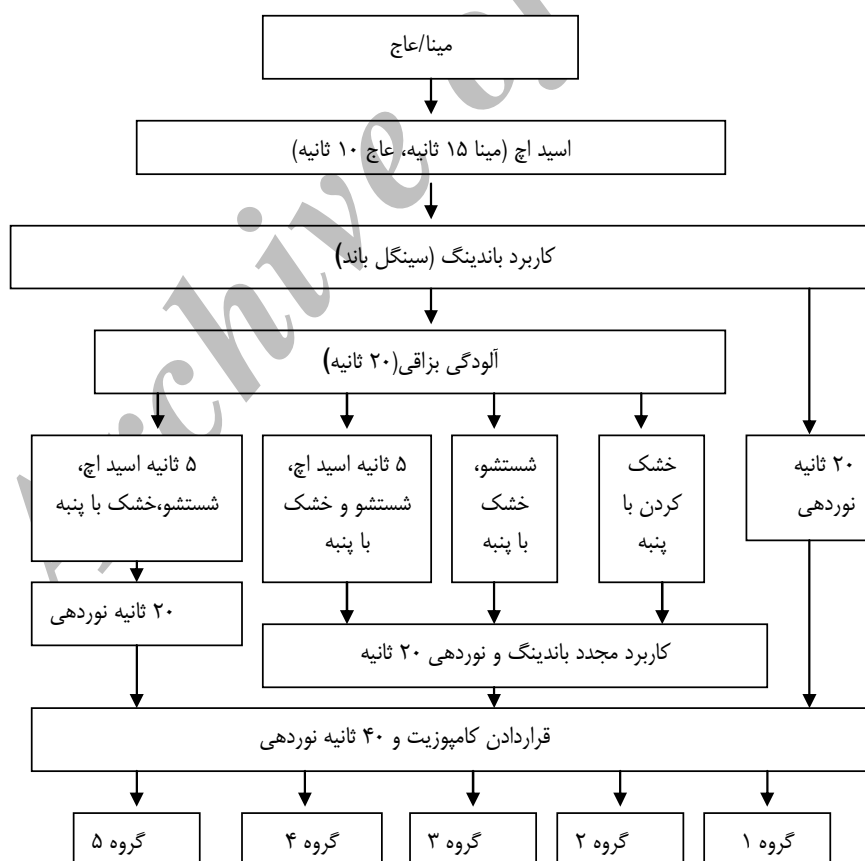 مینا/عاج
اسید اچ (مینا ۱۵ ثانیه، عاج ۱۰ ثانیه)
کاربرد باندینگ (سینگل باند)
آلودگی بزاقی(۲۰ ثانیه)
۲۰ ثانیه
نوردهی
خشک
کردن با
پنبه
شستشو،
خشک
با پنبه
۵ ثانیه اسید اچ،
شستشو و خشک
با پنبه
۵ ثانیه اسید اچ،
شستشو،خشک با پنبه
۲۰ ثانیه نوردهی
کاربرد مجدد باندینگ و نوردهی ۲۰ ثانیه
قراردادن کامپوزیت و ۴۰ ثانیه نوردهی
گروه ۱
گروه ۲
گروه ۳
گروه ۴
گروه ۵
Archive of